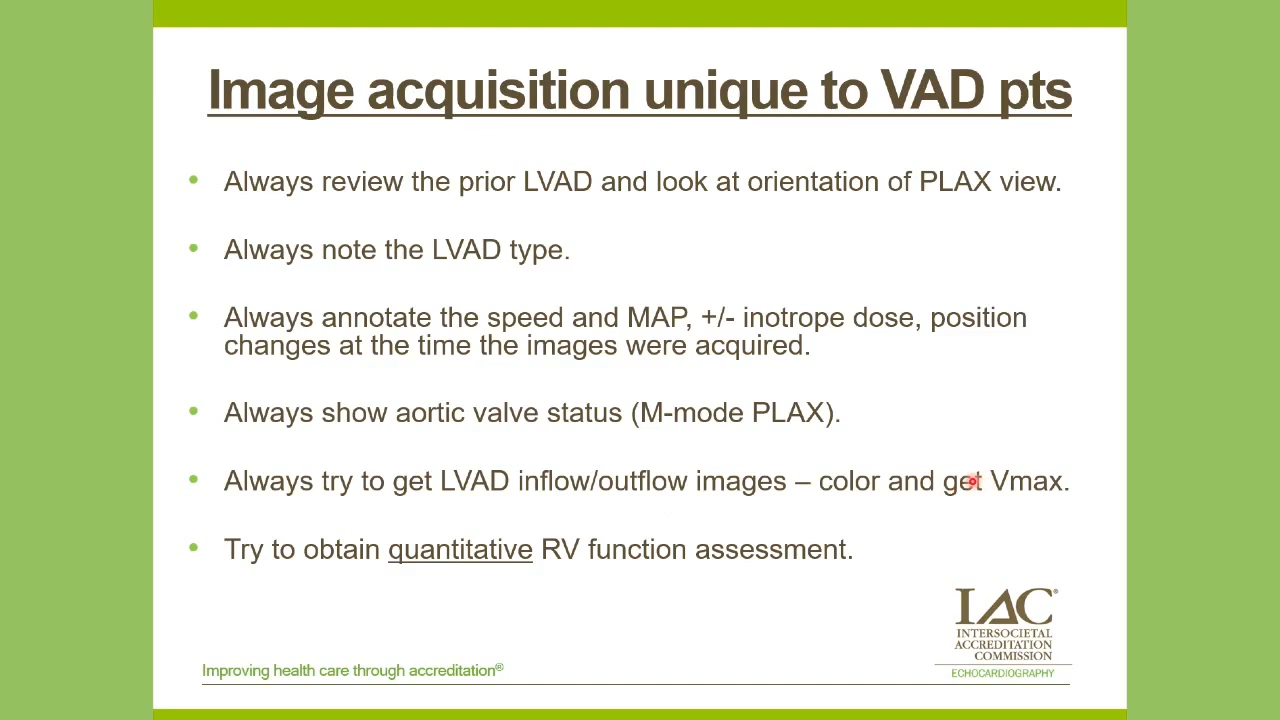 Image acquisition unique to VAD pts
• Always review the prior LVAD and look at orientation of PLAX view.
• Always note the LVAD type.
• Always annotate the speed and MAP, +/- inotrope dose, position
changes at the time the images were acquired.
• Always show aortic valve status (M-mode PLAX).
• Always try to get LVAD inflow/outflow images – color and get Vmax.
• Try to obtain quantitative RV function assessment.
IAC®
INTERSOCIETAL
ACCREDITATION
COMMISSION
ECHOCARDIOGRAPHY
Improving health care through accreditation®